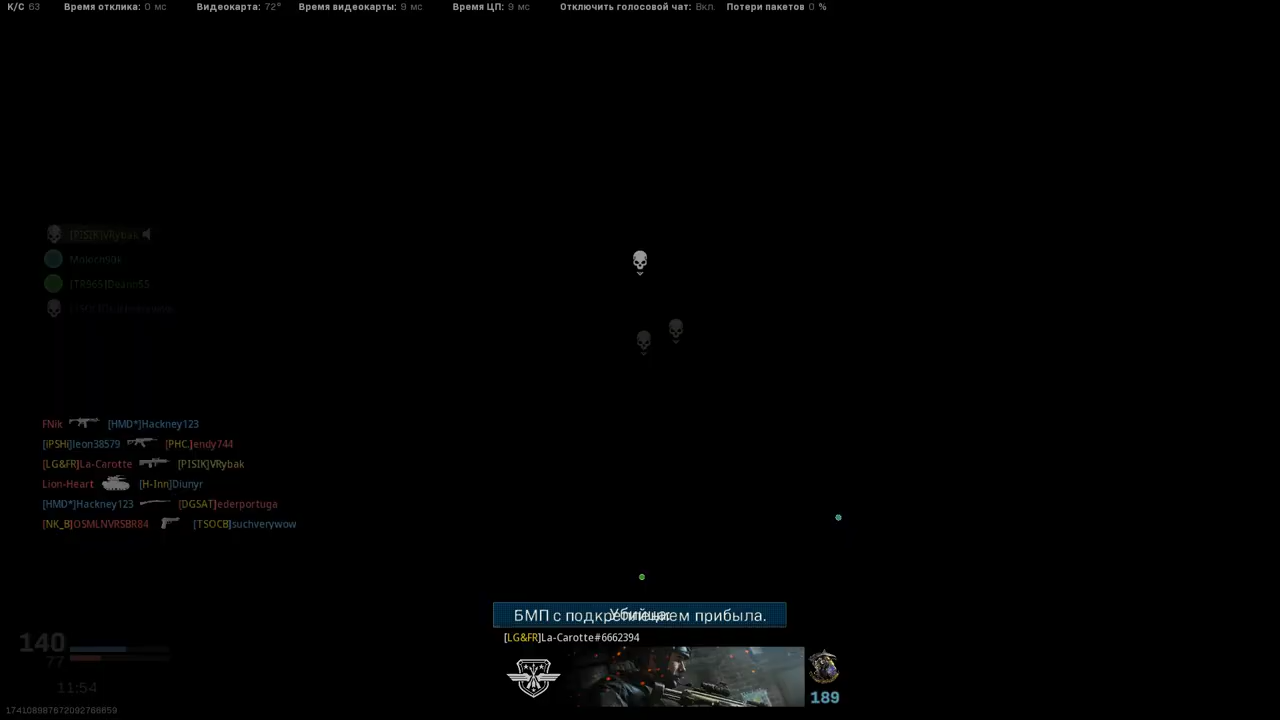 К/С 63 Время отклика: 0 мс Видеокарта: 72° Время видеокарты: 9 мс Время ЦП: 9 мс Отключить голосовой чат: Вкл. Потери пакетов 0 %
[PISIK]VRybak
[TR965]Deann55
FNik [HMD*]Hackney123
[iPSHi]leon38579 [PHC.]endy744
[LG&FR]La-Carotte [PISIK]VRybak
Lion-Heart [H-Inn]Diunyr
[HMD*]Hackney123 [DGSAT]ederportuga
[NK_B]OSMLNVRSBR84 [TSOCB]suchverywow
БМП с подкреплением прибыла.
[LG&FR]La-Carotte#6662394
189
140
77
11:54